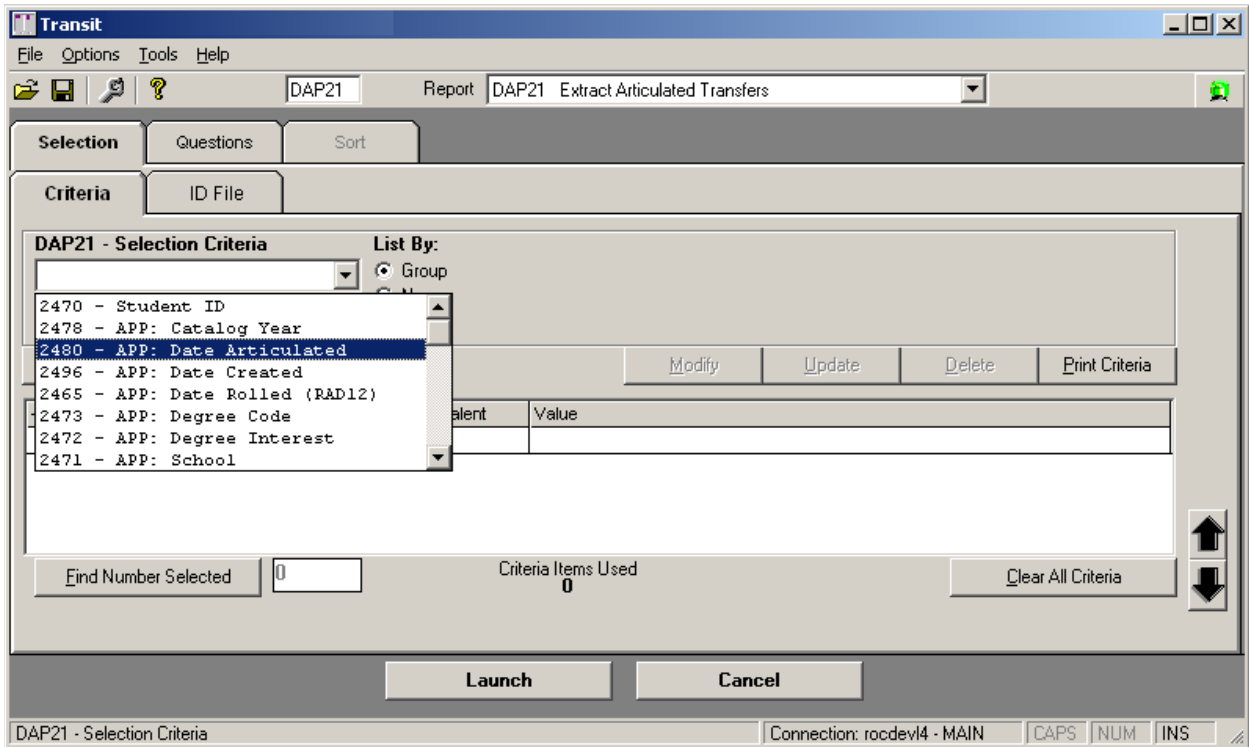 Transit
File Options Tools Help
DAP21 Report DAP21 Extract Articulated Transfers
Selection Questions Sort
Criteria ID File
DAP21 - Selection Criteria List By:
Group
2470 - Student ID
2478 - APP: Catalog Year
2480 - APP: Date Articulated
2496 - APP: Date Created
2465 - APP: Date Rolled (RAD12)
2473 - APP: Degree Code
2472 - APP: Degree Interest
2471 - APP: School
Modify Update Delete Print Criteria
alent Value
Find Number Selected 0 Criteria Items Used
0
Clear All Criteria
Launch Cancel
DAP21 - Selection Criteria Connection: rocdevl4 - MAIN CAPS NUM INS